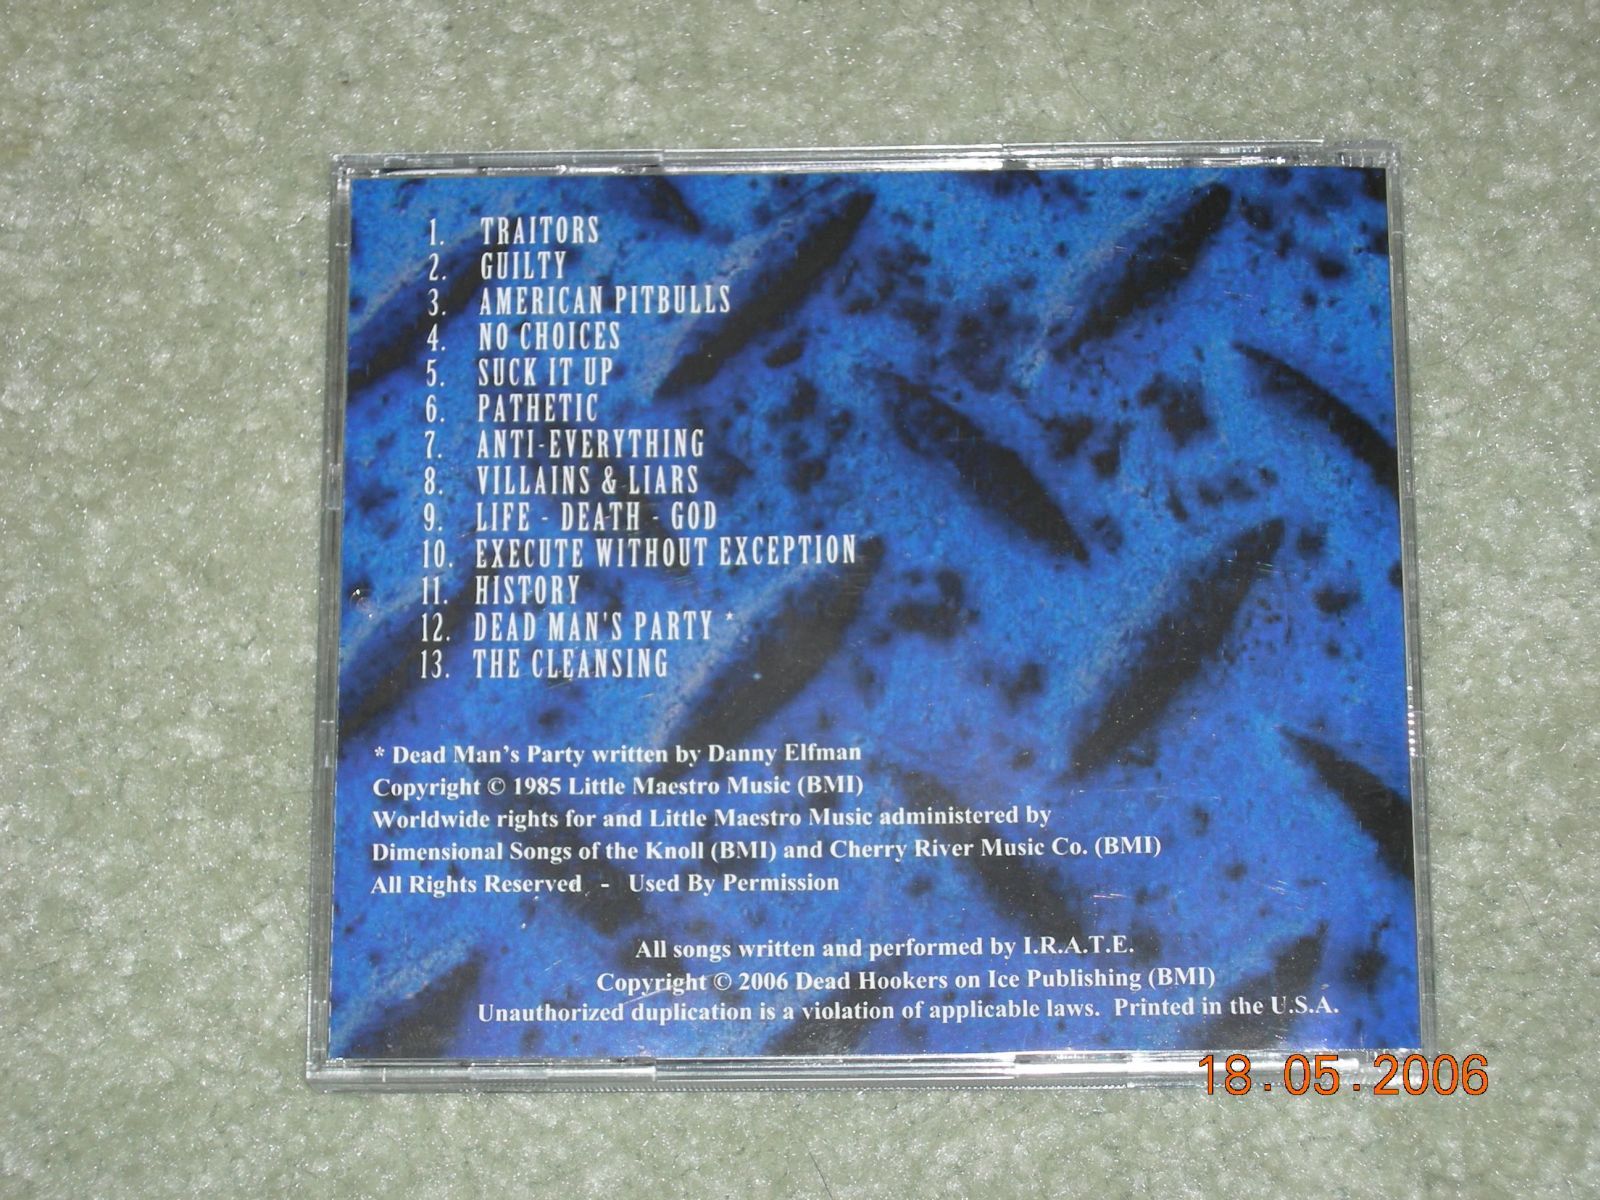 1. TRAITORS
2. GUILTY
3. AMERICAN PITBULLS
4. NO CHOICES
5. SUCK IT UP
6. PATHETIC
7. ANTI-EVERYTHING
8. VILLAINS & LIARS
9. LIFE - DEATH - GOD
10. EXECUTE WITHOUT EXCEPTION
11. HISTORY
12. DEAD MAN'S PARTY *
13. THE CLEANSING
* Dead Man's Party written by Danny Elfman
Copyright © 1985 Little Maestro Music (BMI)
Worldwide rights for and Little Maestro Music administered by
Dimensional Songs of the Knoll (BMI) and Cherry River Music Co. (BMI)
All Rights Reserved - Used By Permission
All songs written and performed by I.R.A.T.E.
Copyright © 2006 Dead Hookers on Ice Publishing (BMI)
Unauthorized duplication is a violation of applicable laws. Printed in the U.S.A.
18.05.2006